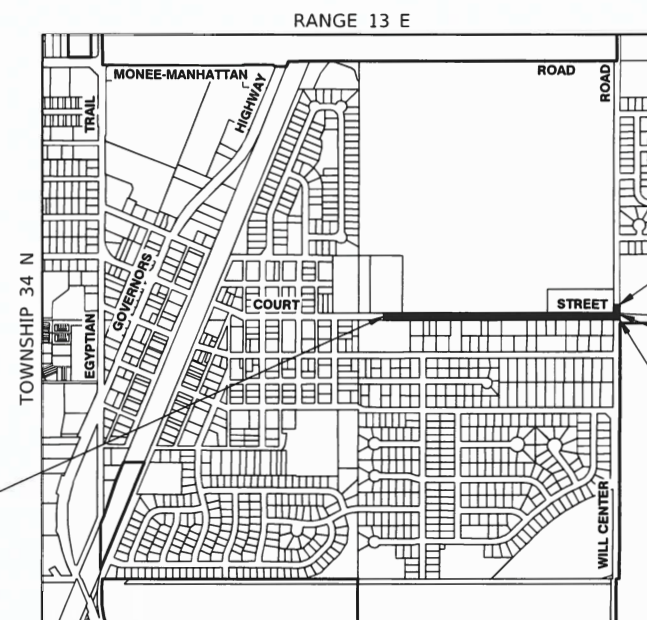 RANGE 13 E
MONEE-MANHATTAN
ROAD
ROAD
TRAIL
HIGHWAY
TOWNSHIP 34 N
GOVERNORS
COURT
STREET
EGYPTIAN
WILL CENTER